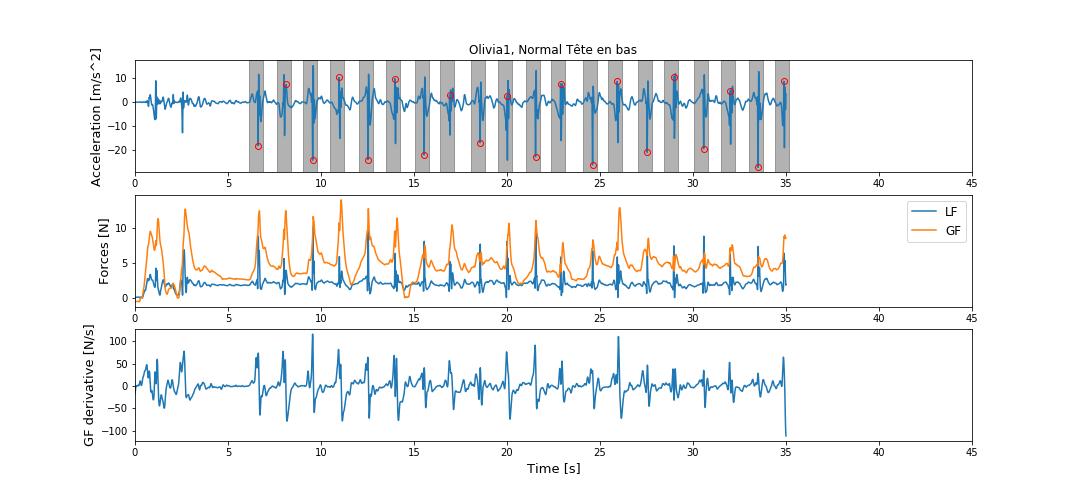 Olivia1, Normal Tête en bas
Acceleration [m/s^2]
10
0
−10
−20
0 5 10 15 20 25 30 35 40 45
Forces [N]
10
5
0
LF
GF
0 5 10 15 20 25 30 35 40 45
GF derivative [N/s]
100
50
0
−50
−100
0 5 10 15 20 25 30 35 40 45
Time [s]